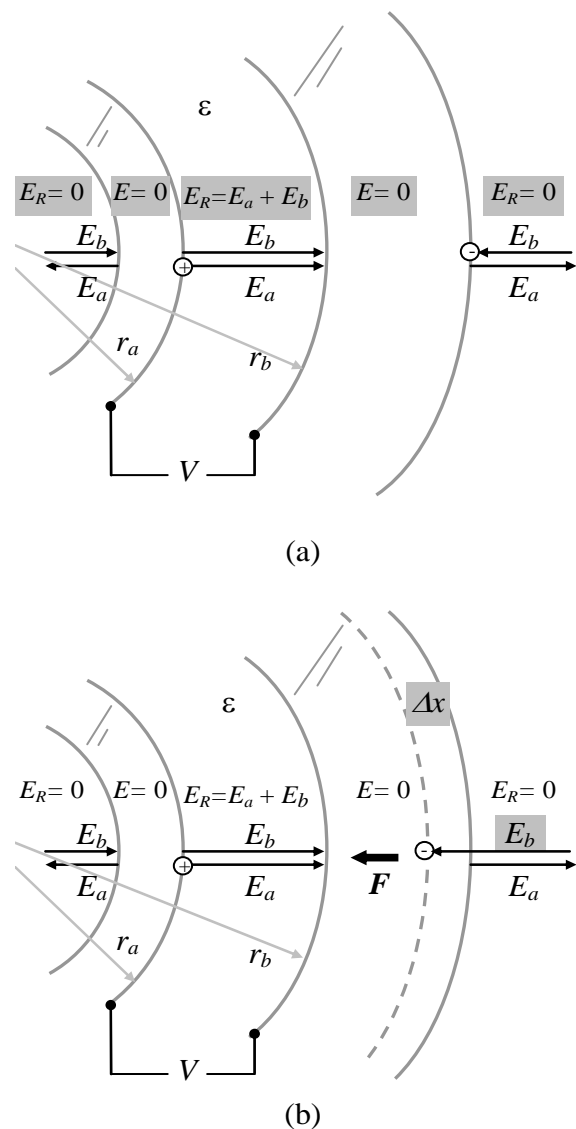 ε
E_R= 0 E= 0 E_R=E_a + E_b E= 0 E_R= 0
E_b E_b E_b
+ -
E_a E_a E_a
r_a r_b
V
(a)
ε
Δx
E_R= 0 E= 0 E_R=E_a + E_b E= 0 E_R= 0
E_b E_b E_b
+ -
E_a E_a F E_a
r_a r_b
V
(b)